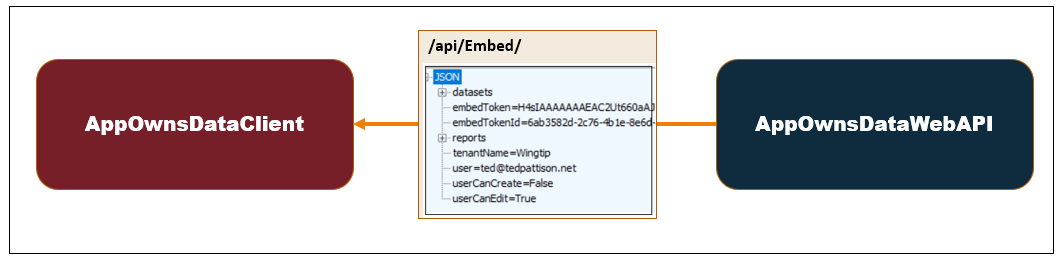 /api/Embed/
JSON
datasets
embedToken=H4sIAAAAAAAEAC2Ut660aAJ
embedTokenId=6ab3582d-2c76-4b1e-8e6d-
reports
tenantName=Wingtip
user=ted@tedpattison.net
userCanCreate=False
userCanEdit=True
AppOwnsDataClient
AppOwnsDataWebAPI